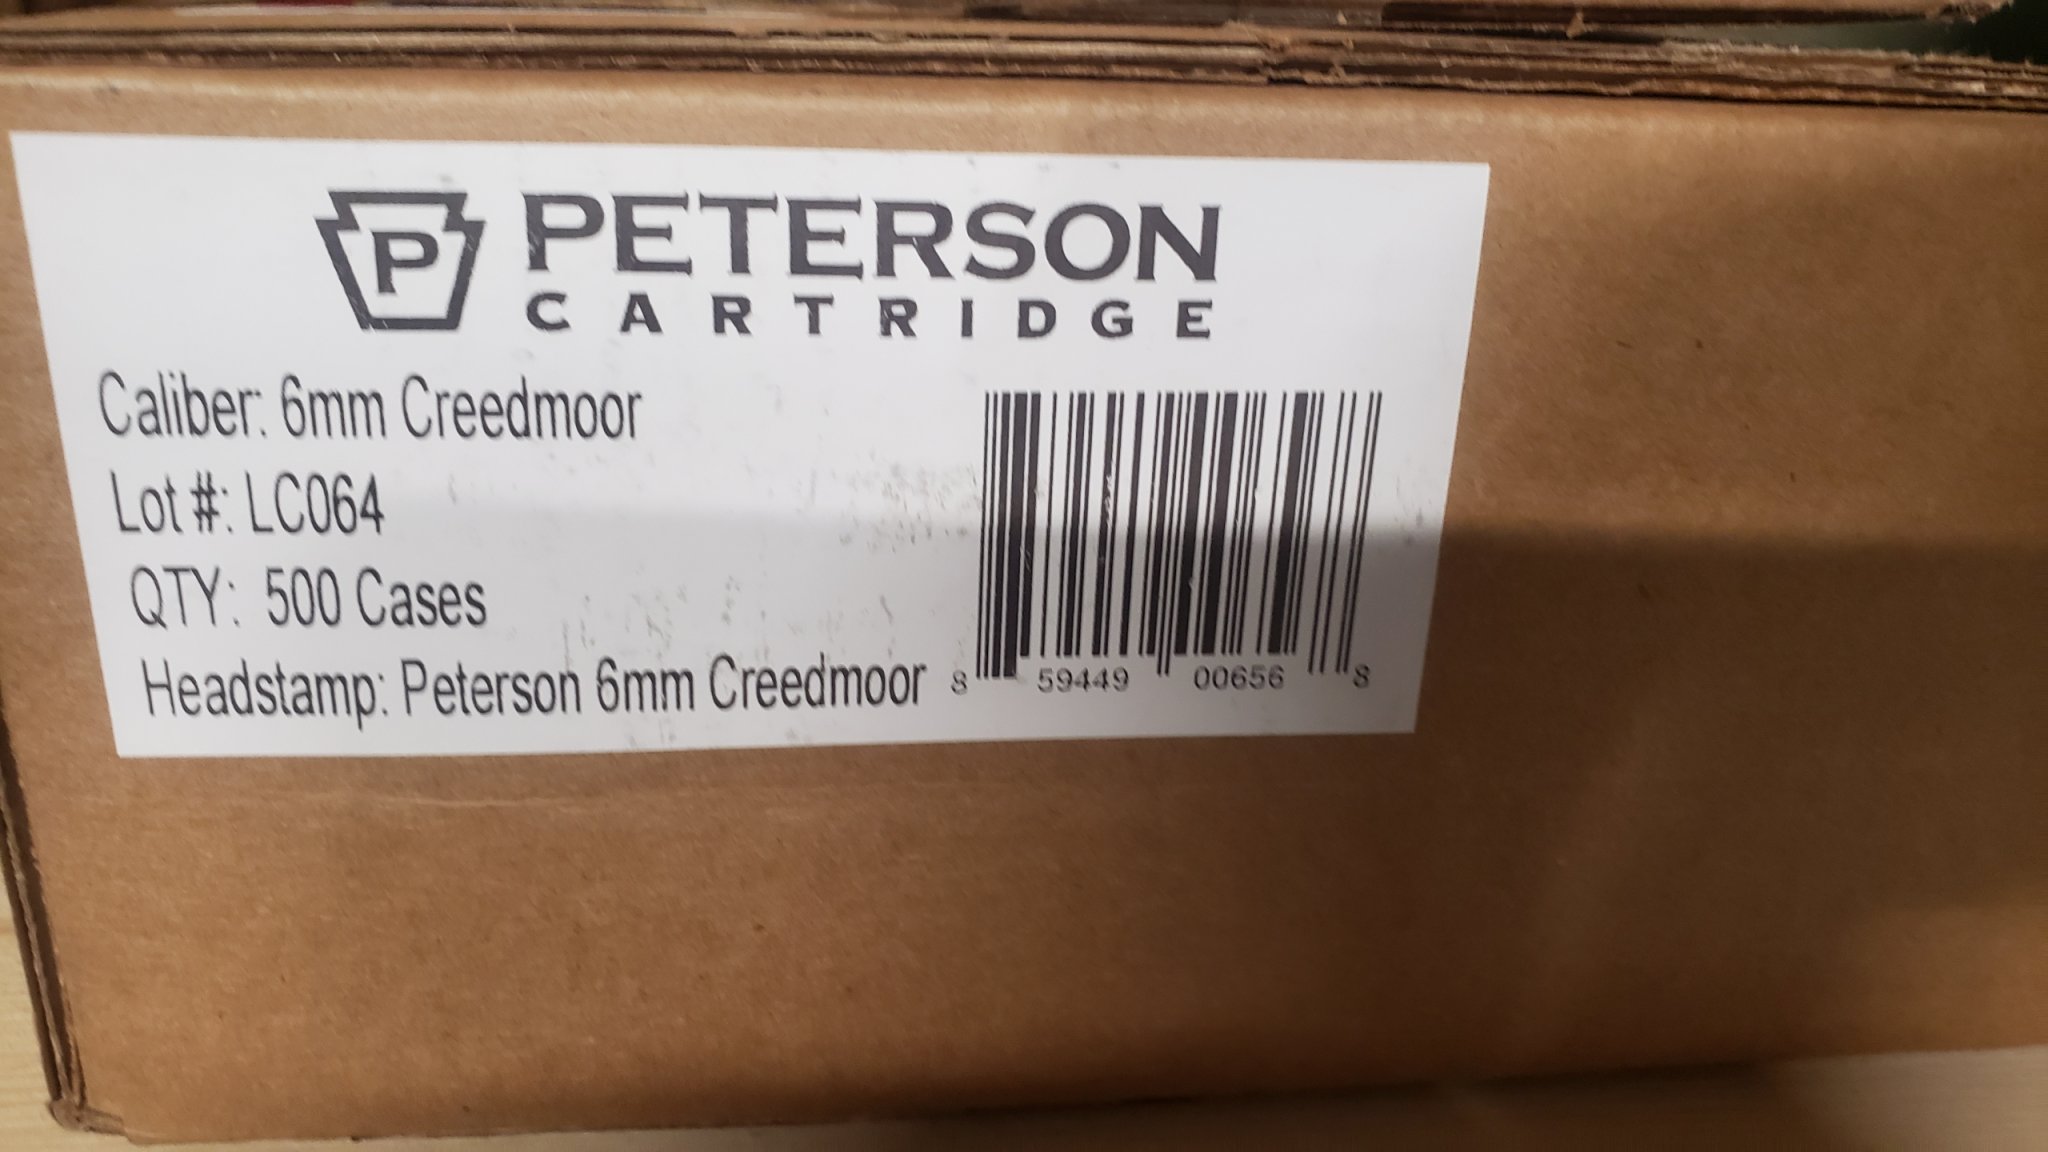 P
PETERSON
CARTRIDGE
Caliber: 6mm Creedmoor
Lot #: LC064
QTY: 500 Cases
Headstamp: Peterson 6mm Creedmoor
8 59449 00656 8